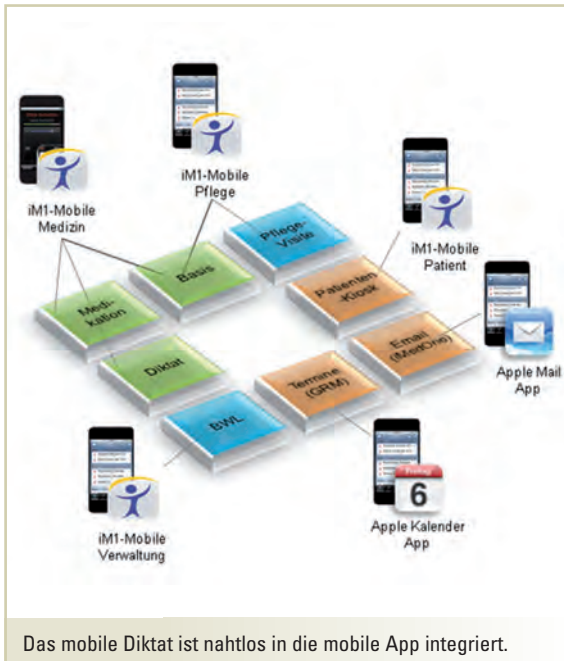 iM1-Mobile
Pflege
iM1-Mobile
Medizin
iM1-Mobile
Patient
Pflege-
Visite
Basis
Patienten
-Kiosk
Medi-
kation
Email
(iMedOne)
Apple Mail
App
Diktat
Termine
(GRM)
BWL
Freitag
6
iM1-Mobile
Verwaltung
Apple Kalender
App
Das mobile Diktat ist nahtlos in die mobile App integriert.